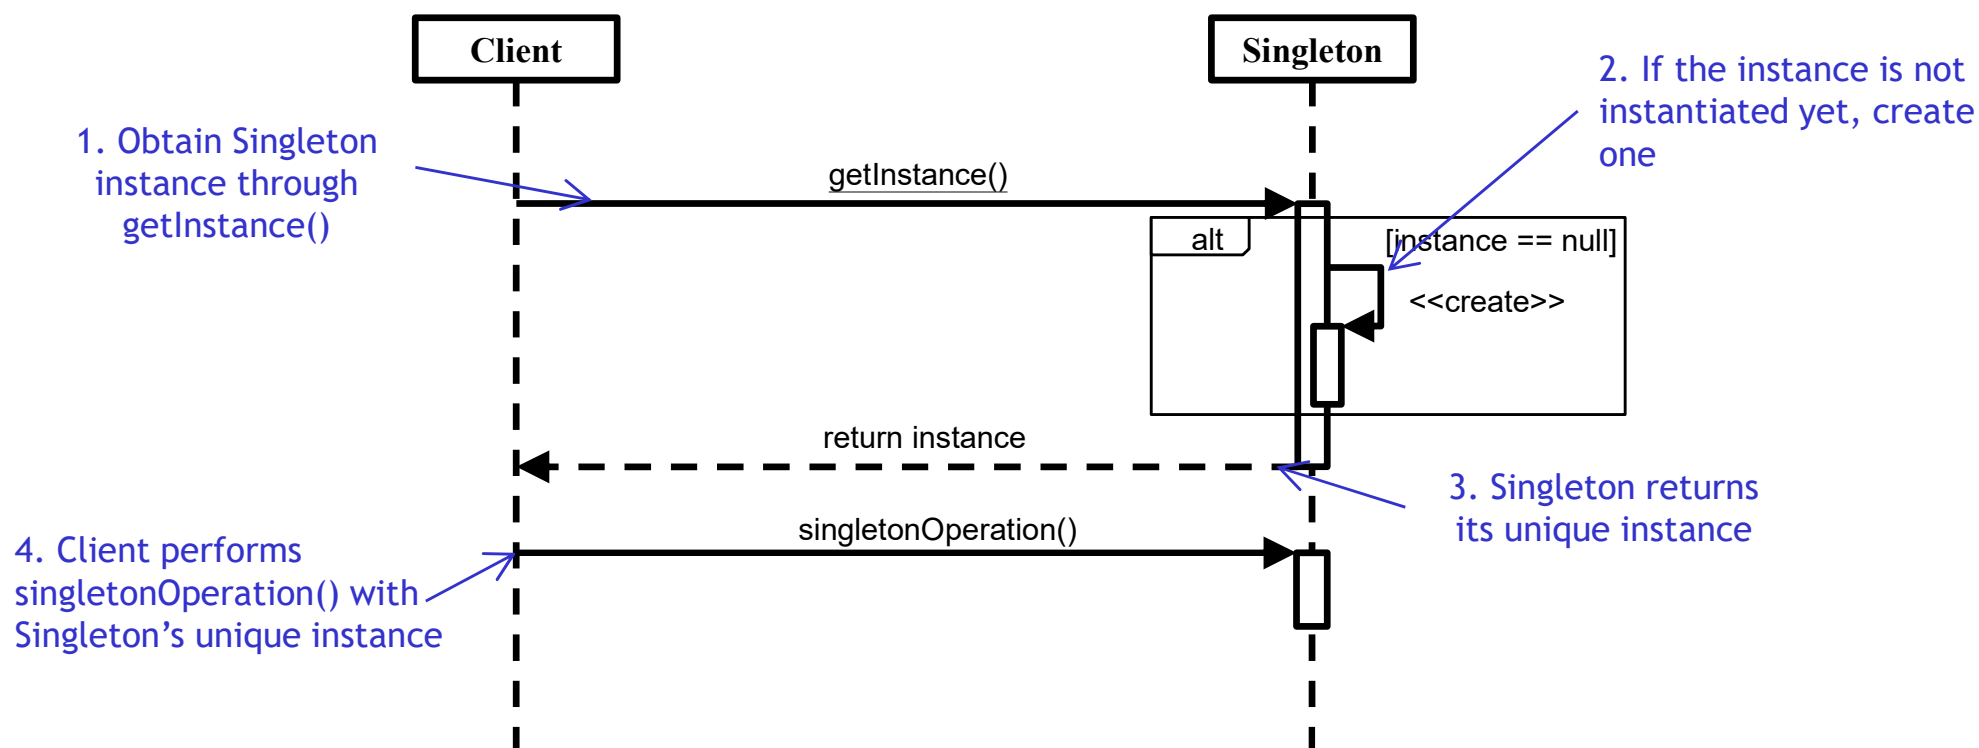 Client
Singleton
2. If the instance is not
instantiated yet, create
one
1. Obtain Singleton
instance through
getInstance()
getInstance()
alt
[instance == null]
<<create>>
return instance
3. Singleton returns
its unique instance
singletonOperation()
4. Client performs
singletonOperation() with
Singleton’s unique instance